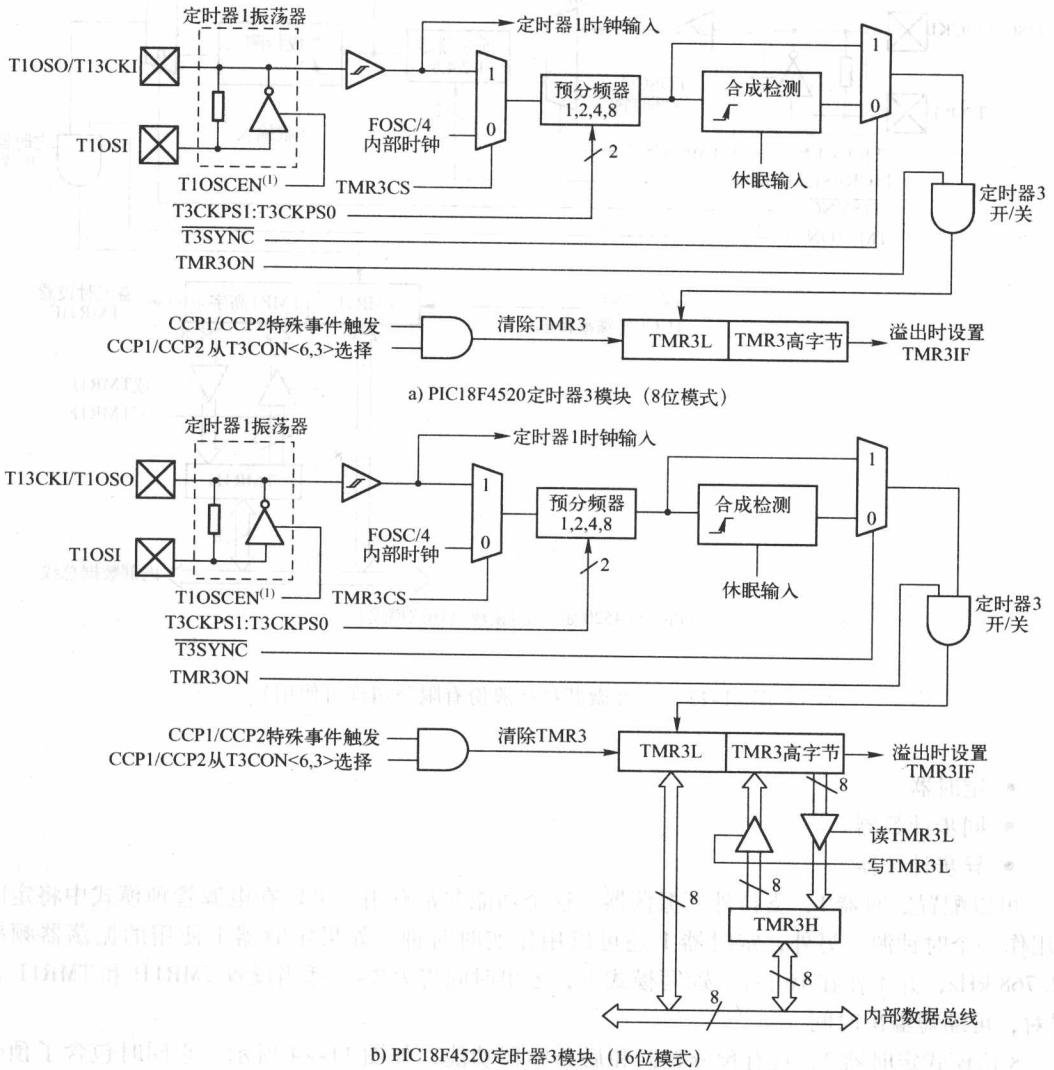 定时器1振荡器
定时器1时钟输入
T1OSO/T13CKI
1
1
预分频器
1,2,4,8
合成检测
FOSC/4
内部时钟
0
0
T1OSI
2
休眠输入
T1OSCEN(1)
TMR3CS
定时器3
开/关
T3CKPS1:T3CKPS0
T3SYNC
TMR3ON
CCP1/CCP2特殊事件触发
CCP1/CCP2从T3CON<6,3>选择
清除TMR3
TMR3L
TMR3高字节
溢出时设置
TMR3IF
a) PIC18F4520定时器3模块（8位模式）
定时器1振荡器
定时器1时钟输入
T13CKI/T1OSO
1
1
预分频器
1,2,4,8
合成检测
FOSC/4
内部时钟
0
0
T1OSI
2
休眠输入
T1OSCEN(1)
TMR3CS
定时器3
开/关
T3CKPS1:T3CKPS0
T3SYNC
TMR3ON
CCP1/CCP2特殊事件触发
CCP1/CCP2从T3CON<6,3>选择
清除TMR3
TMR3L
TMR3高字节
溢出时设置
TMR3IF
8
读TMR3L
写TMR3L
8
8
TMR3H
8
8
内部数据总线
b) PIC18F4520定时器3模块（16位模式）